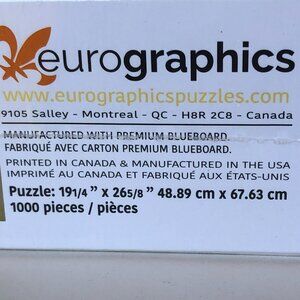 eurographics
www.eurographicspuzzles.com
9105 Salley - Montreal - QC - H8R 2C8 - Canada
MANUFACTURED WITH PREMIUM BLUEBOARD.
FABRIQUÉ AVEC CARTON PREMIUM BLUEBOARD.
PRINTED IN CANADA & MANUFACTURED IN THE USA
IMPRIMÉ AU CANADA ET FABRIQUÉ AUX ÉTATS-UNIS
Puzzle: 191/4 ” x 265/8 ” 48.89 cm x 67.63 cm
1000 pieces / pièces